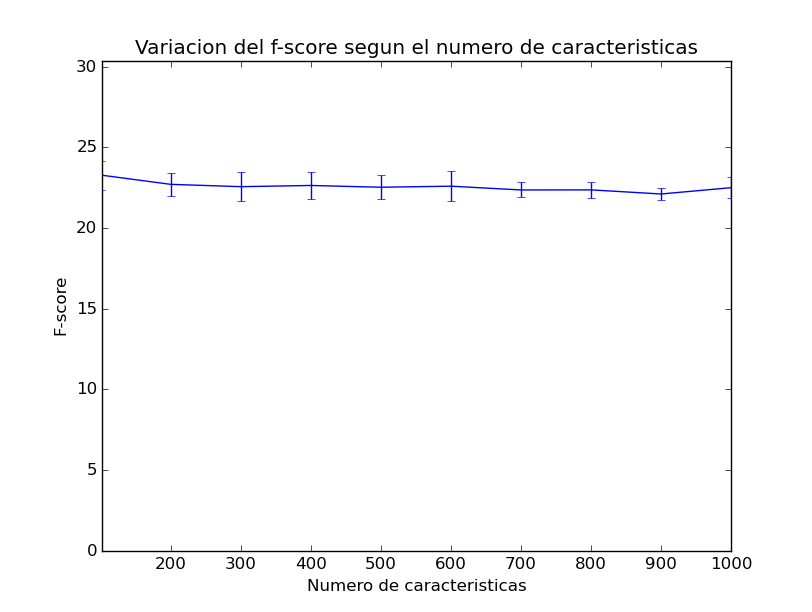 Variacion del f-score segun el numero de caracteristicas
30
25
20
15
10
5
0
F-score
200 300 400 500 600 700 800 900 1000
Numero de caracteristicas